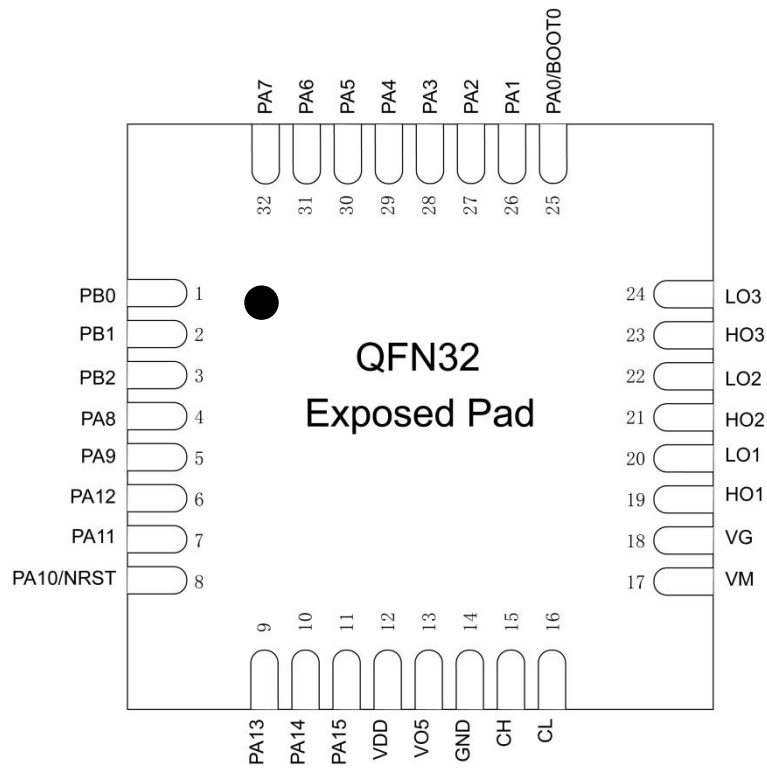 PA7
PA6
PA5
PA4
PA3
PA2
PA1
PA0/BOOT0
32
31
30
29
28
27
26
25
PB0 1
PB1 2
PB2 3
PA8 4
PA9 5
PA12 6
PA11 7
PA10/NRST 8
QFN32
Exposed Pad
24 LO3
23 HO3
22 LO2
21 HO2
20 LO1
19 HO1
18 VG
17 VM
9
10
11
12
13
14
15
16
PA13
PA14
PA15
VDD
VO5
GND
CH
CL